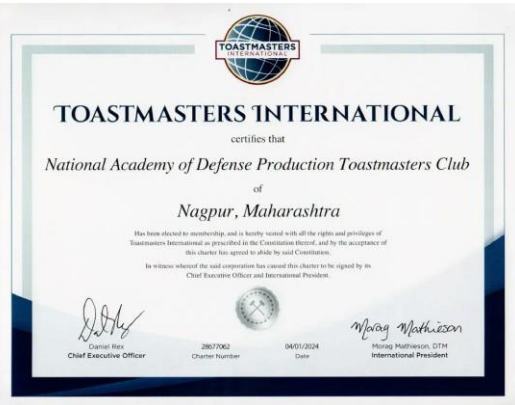 TOASTMASTERS
INTERNATIONAL
TOASTMASTERS INTERNATIONAL
certifies that
National Academy of Defense Production Toastmasters Club
of
Nagpur, Maharashtra
Has been elected to membership, and is hereby vested with all the rights and privileges of
Toastmasters International as prescribed in the Constitution thereof, and by the acceptance of
this charter has agreed to abide by said Constitution.
In witness whereof the said corporation has caused this charter to be signed by its
Chief Executive Officer and International President.
Morag Mathieson
Daniel Rex
Chief Executive Officer
28677062
Charter Number
04/01/2024
Date
Morag Mathieson, DTM
International President